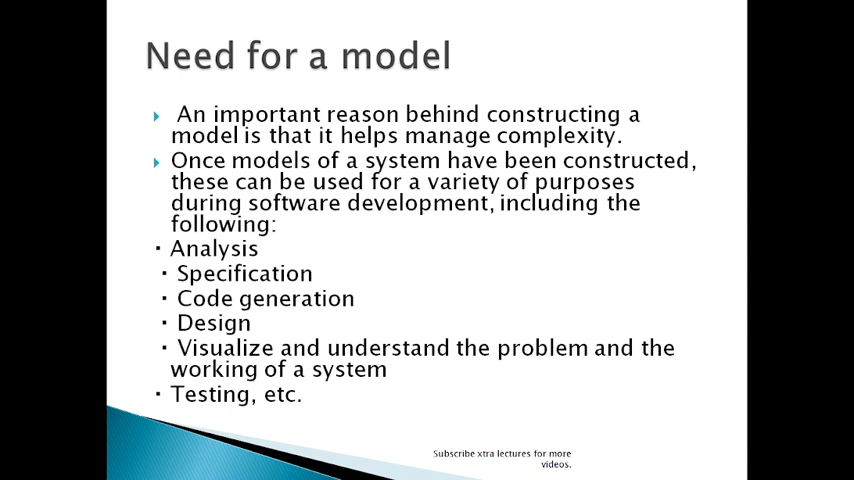 Need for a model
An important reason behind constructing a
model is that it helps manage complexity.
Once models of a system have been constructed,
these can be used for a variety of purposes
during software development, including the
following:
· Analysis
· Specification
· Code generation
· Design
· Visualize and understand the problem and the
working of a system
· Testing, etc.
Subscribe xtra lectures for more
videos.